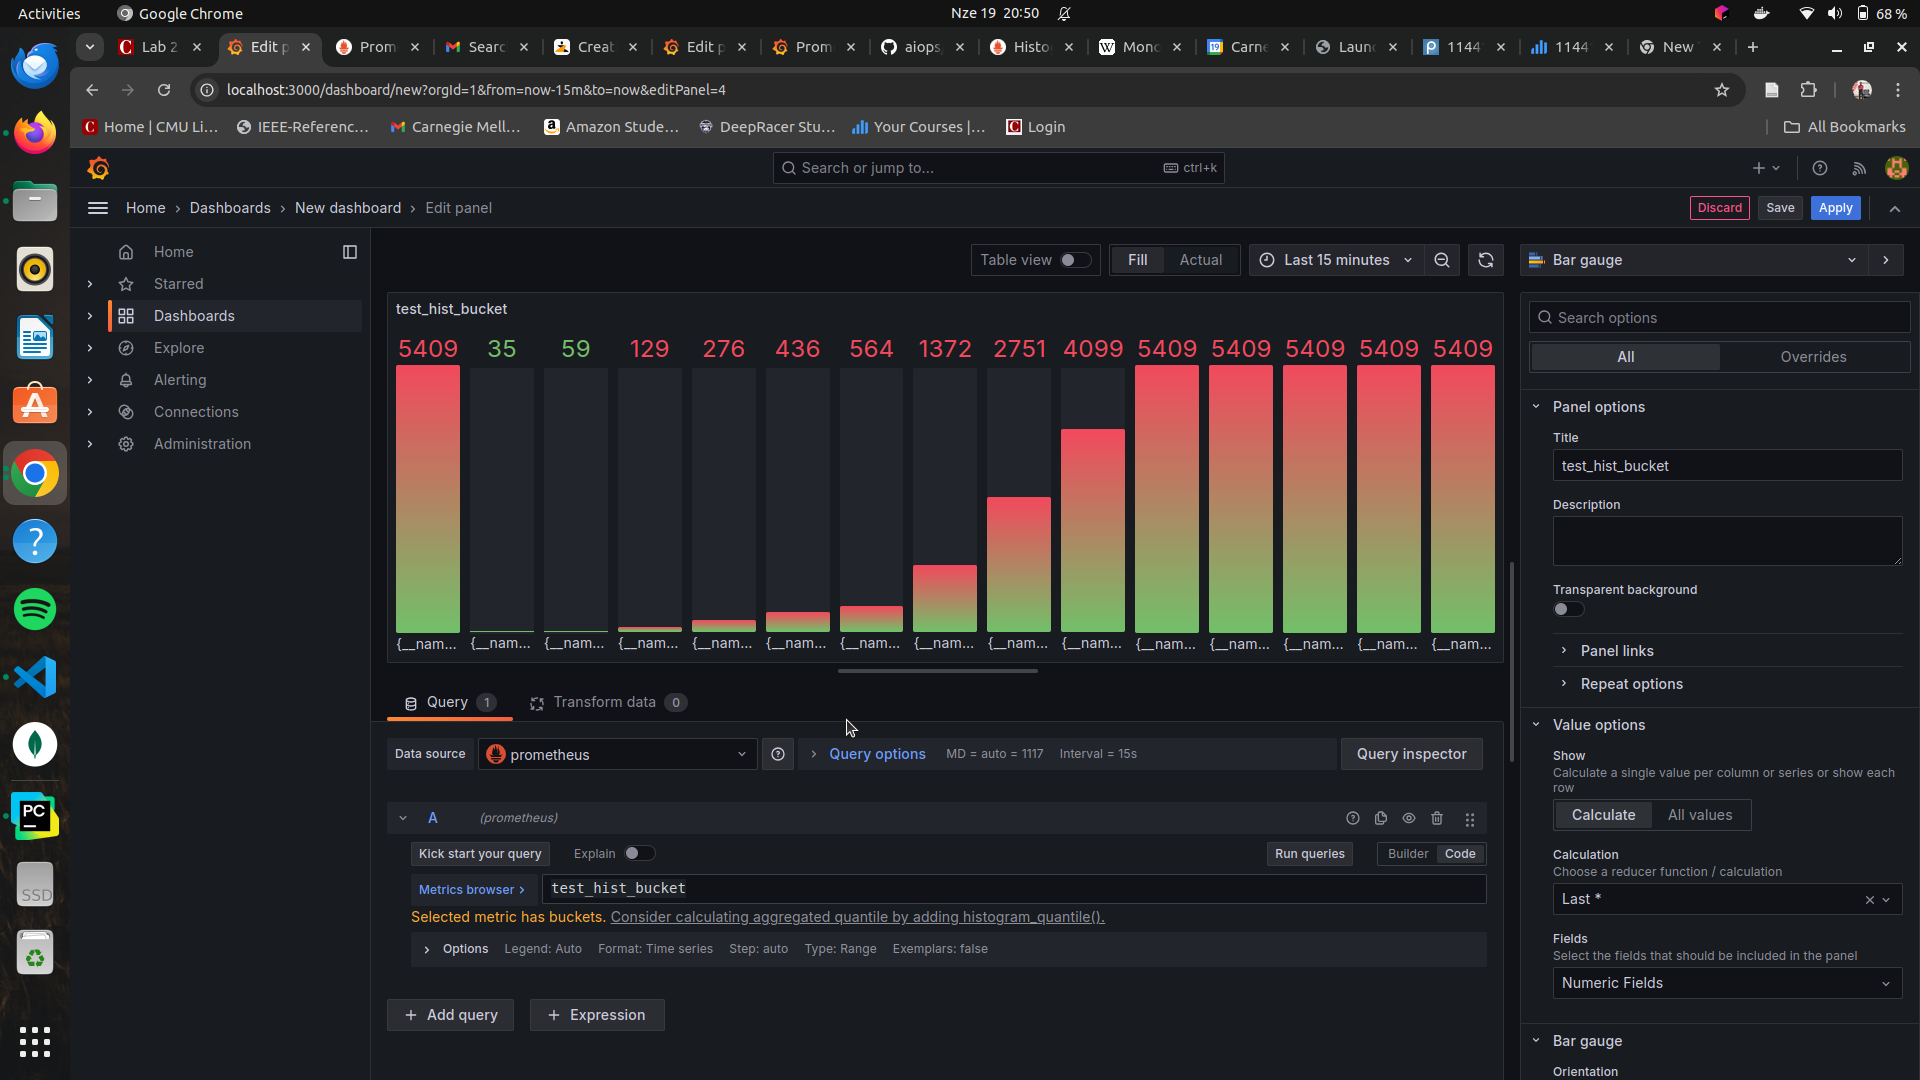 Activities
Google Chrome
Nze 19 20:50
68 %
Lab 2
Edit p
Prom
Searc
Creat
Edit p
Prom
aiops
Histo
Monc
Carne
Laun
1144
1144
New
localhost:3000/dashboard/new?orgId=1&from=now-15m&to=now&editPanel=4
Home | CMU Li...
IEEE-Referenc...
Carnegie Mell...
Amazon Stude...
DeepRacer Stu...
Your Courses |...
Login
All Bookmarks
Search or jump to...
ctrl+k
Home › Dashboards › New dashboard › Edit panel
Discard
Save
Apply
Home
Starred
Dashboards
Explore
Alerting
Connections
Administration
Table view
Fill
Actual
Last 15 minutes
Bar gauge
test_hist_bucket
5409 35 59 129 276 436 564 1372 2751 4099 5409 5409 5409 5409 5409
{__nam... {__nam... {__nam... {__nam... {__nam... {__nam... {__nam... {__nam... {__nam... {__nam... {__nam... {__nam... {__nam... {__nam... {__nam...
Query 1
Transform data 0
Data source
prometheus
Query options
MD = auto = 1117
Interval = 15s
Query inspector
A
(prometheus)
Kick start your query
Explain
Run queries
Builder
Code
Metrics browser >
test_hist_bucket
Selected metric has buckets. Consider calculating aggregated quantile by adding histogram_quantile().
Options
Legend: Auto
Format: Time series
Step: auto
Type: Range
Exemplars: false
+ Add query
+ Expression
Search options
All
Overrides
Panel options
Title
test_hist_bucket
Description
Transparent background
Panel links
Repeat options
Value options
Show
Calculate a single value per column or series or show each
row
Calculate
All values
Calculation
Choose a reducer function / calculation
Last *
Fields
Select the fields that should be included in the panel
Numeric Fields
Bar gauge
Orientation
PC
SSD